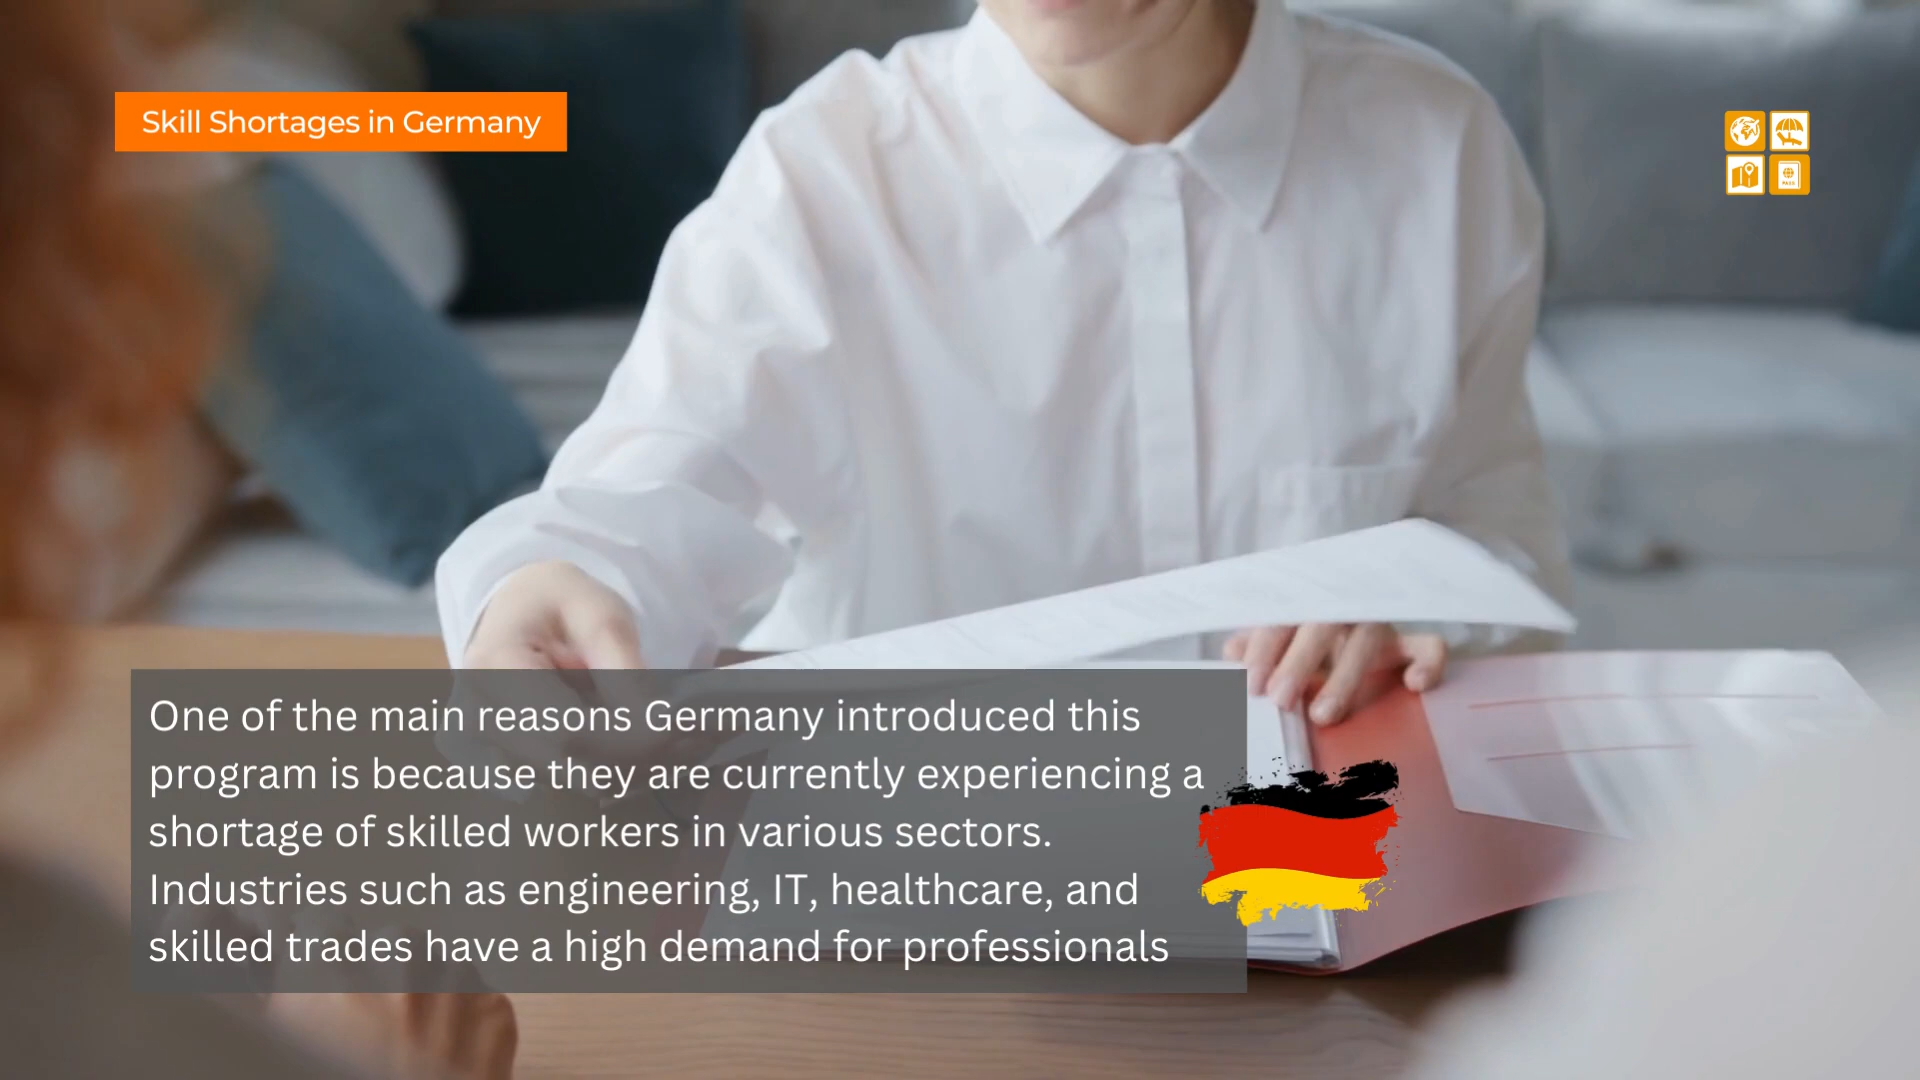 Skill Shortages in Germany
One of the main reasons Germany introduced this
program is because they are currently experiencing a
shortage of skilled workers in various sectors.
Industries such as engineering, IT, healthcare, and
skilled trades have a high demand for professionals